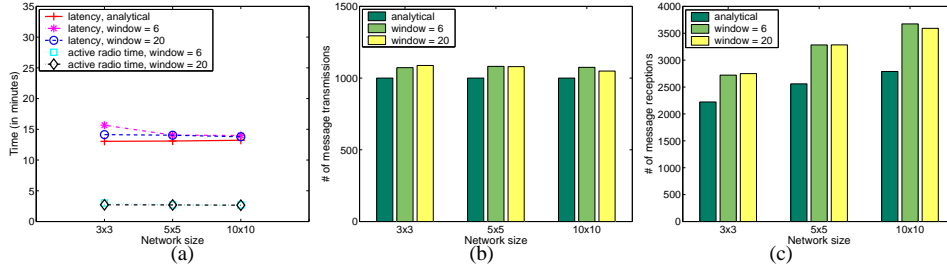 35
30
25
20
15
10
5
0
Time (in minutes)
latency, analytical
latency, window = 6
latency, window = 20
active radio time, window = 6
active radio time, window = 20
3x3
5x5
10x10
Network size
(a)
1500
1000
500
0
# of message transmissions
analytical
window = 6
window = 20
3x3
5x5
10x10
Network size
(b)
4000
3500
3000
2500
2000
1500
1000
500
0
# of message receptions
analytical
window = 6
window = 20
3x3
5x5
10x10
Network size
(c)